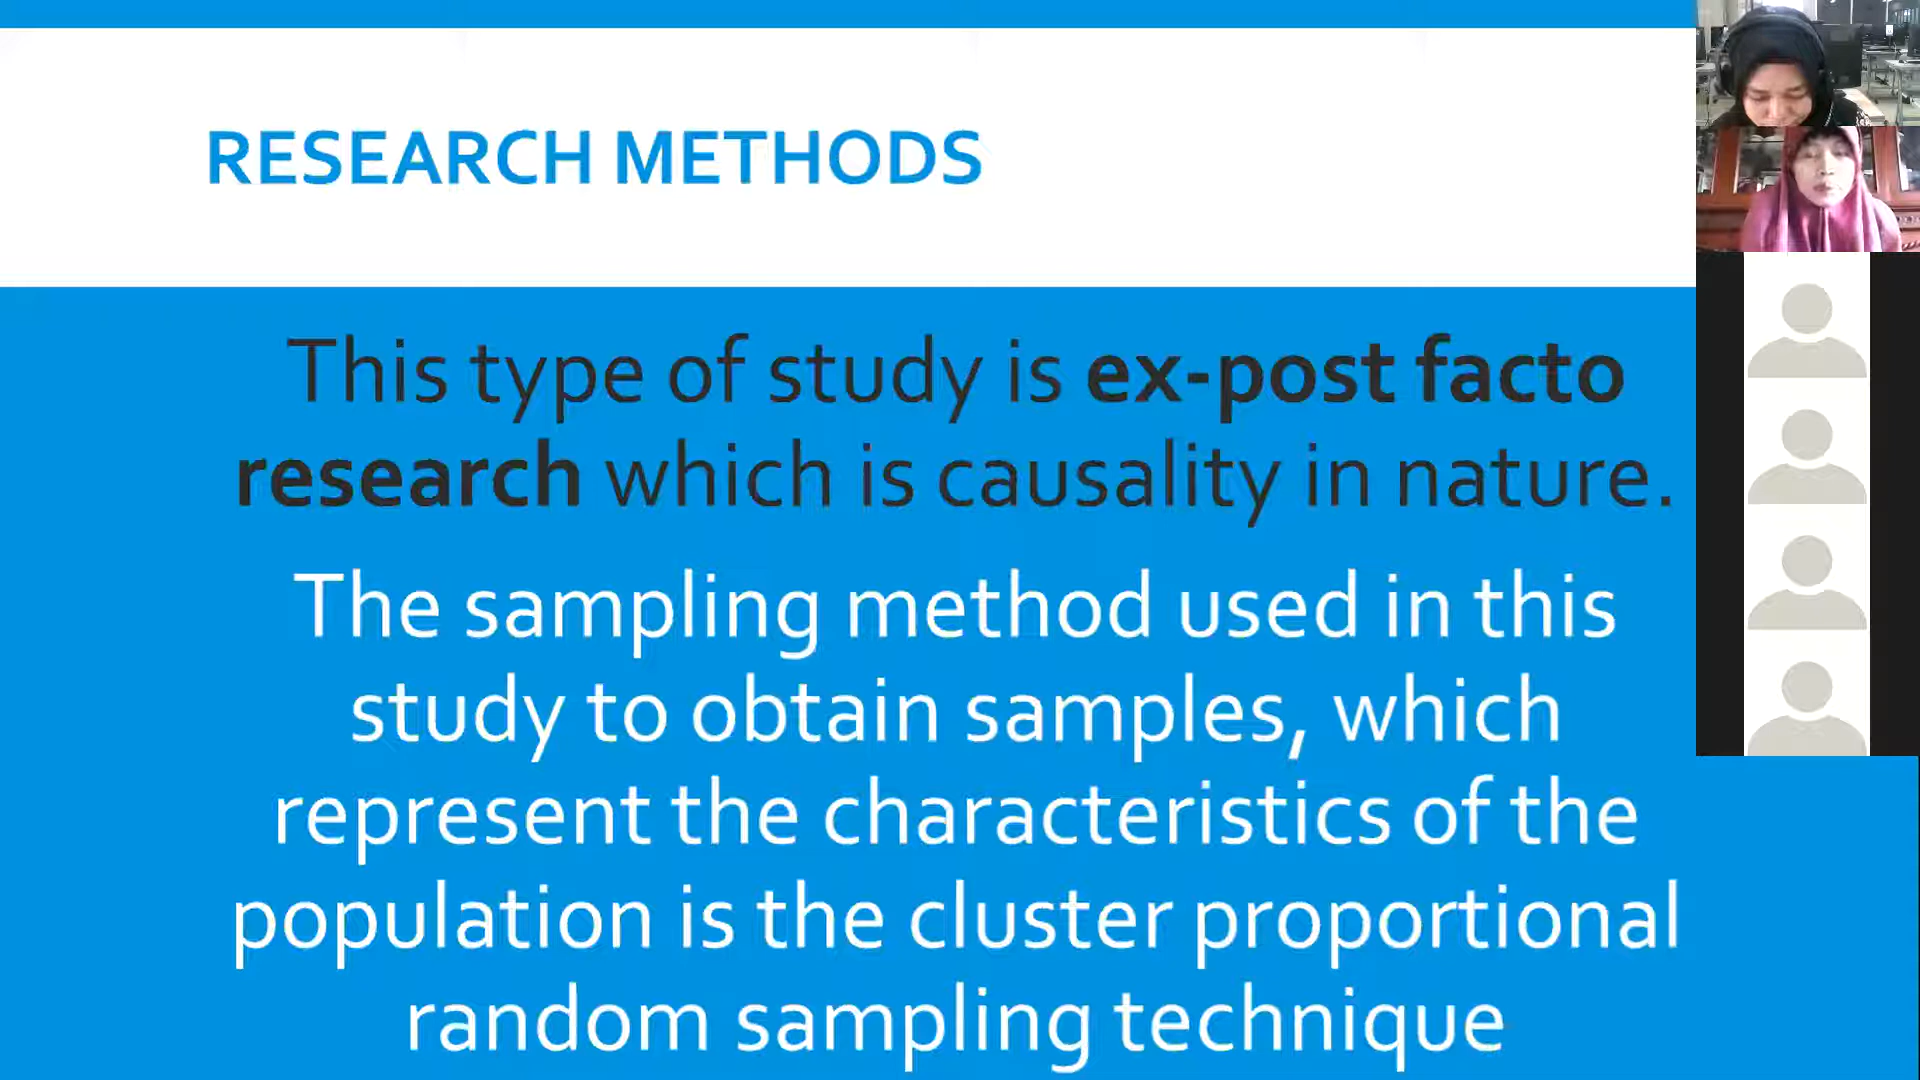 RESEARCH METHODS
This type of study is ex-post facto
research which is causality in nature.
The sampling method used in this
study to obtain samples, which
represent the characteristics of the
population is the cluster proportional
random sampling technique